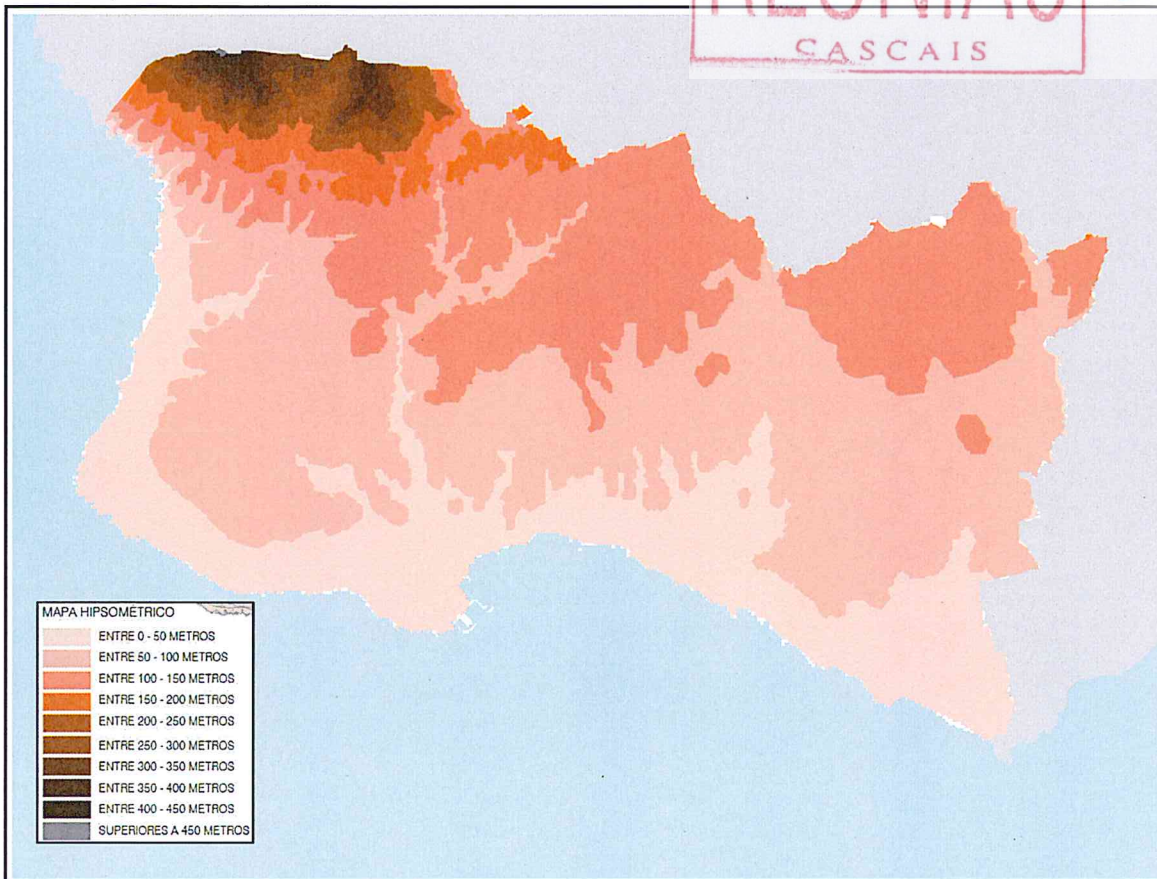 CASCAIS
MAPA HIPSOMÉTRICO
ENTRE 0 - 50 METROS
ENTRE 50 - 100 METROS
ENTRE 100 - 150 METROS
ENTRE 150 - 200 METROS
ENTRE 200 - 250 METROS
ENTRE 250 - 300 METROS
ENTRE 300 - 350 METROS
ENTRE 350 - 400 METROS
ENTRE 400 - 450 METROS
SUPERIORES A 450 METROS